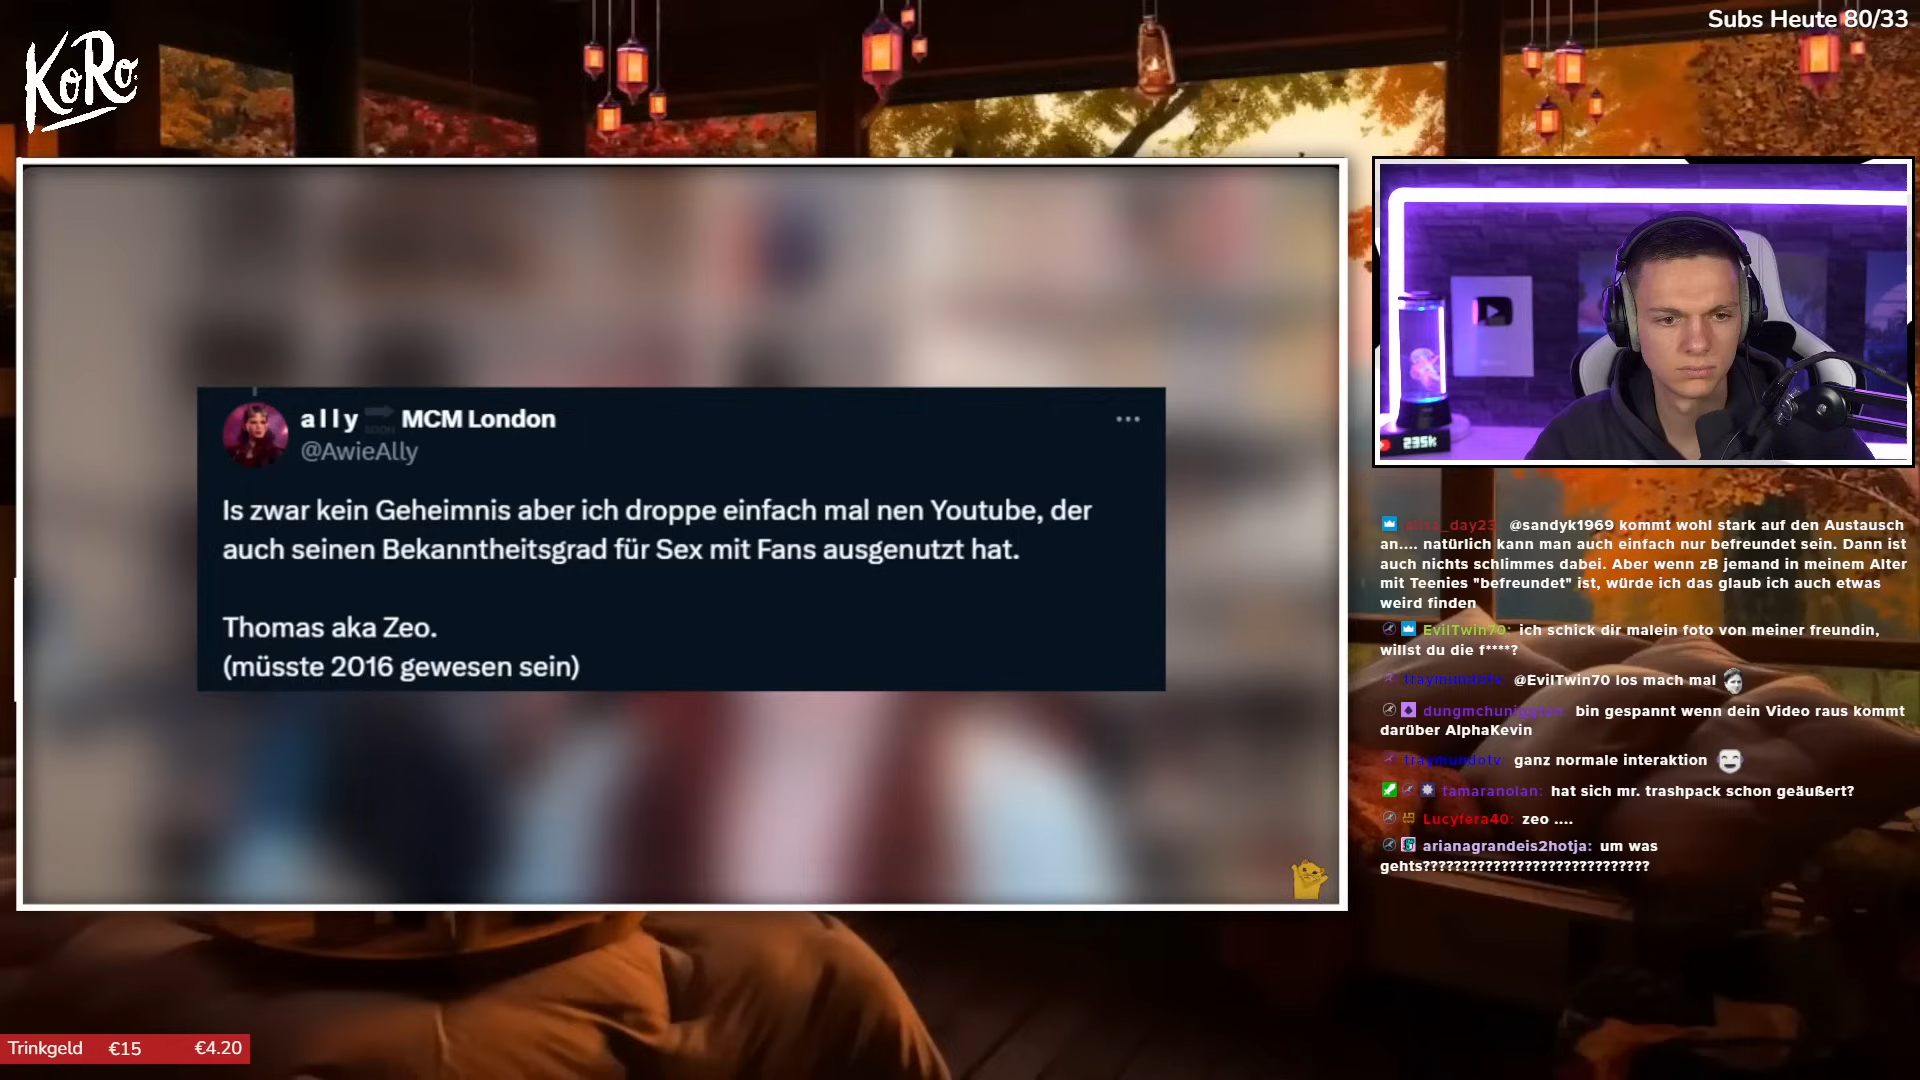 Subs Heute 80/33
KoRo
a l l y MCM London
@AwieAlly
Is zwar kein Geheimnis aber ich droppe einfach mal nen Youtube, der
auch seinen Bekanntheitsgrad für Sex mit Fans ausgenutzt hat.
Thomas aka Zeo.
(müsste 2016 gewesen sein)
235k
alisa_day23: @sandyk1969 kommt wohl stark auf den Austausch
an.... natürlich kann man auch einfach nur befreundet sein. Dann ist
auch nichts schlimmes dabei. Aber wenn zB jemand in meinem Alter
mit Teenies "befreundet" ist, würde ich das glaub ich auch etwas
weird finden
EvilTwin70: ich schick dir malein foto von meiner freundin,
willst du die f****?
traymundotv: @EvilTwin70 los mach mal
bin gespannt wenn dein Video raus kommt
darüber AlphaKevin
traymundotv: ganz normale interaktion
tamaranolan: hat sich mr. trashpack schon geäußert?
Lucyfera40: zeo ....
arianagrandeis2hotja: um was
gehts?????????????????????????????
Trinkgeld €15 €4.20